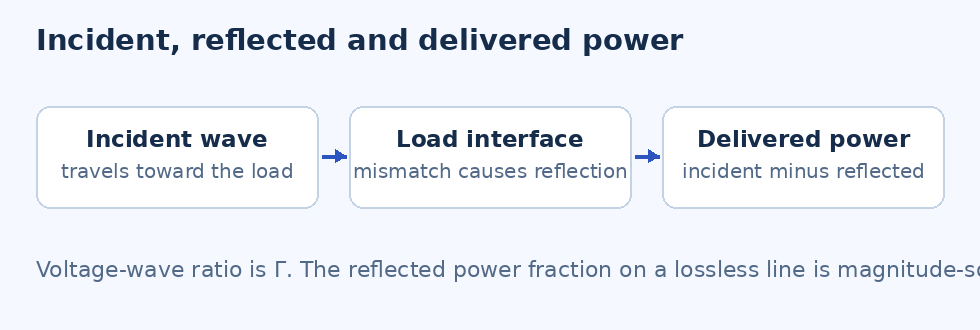 Incident, reflected and delivered power
Incident wave
travels toward the load
Load interface
mismatch causes reflection
Delivered power
incident minus reflected
Voltage-wave ratio is Γ. The reflected power fraction on a lossless line is